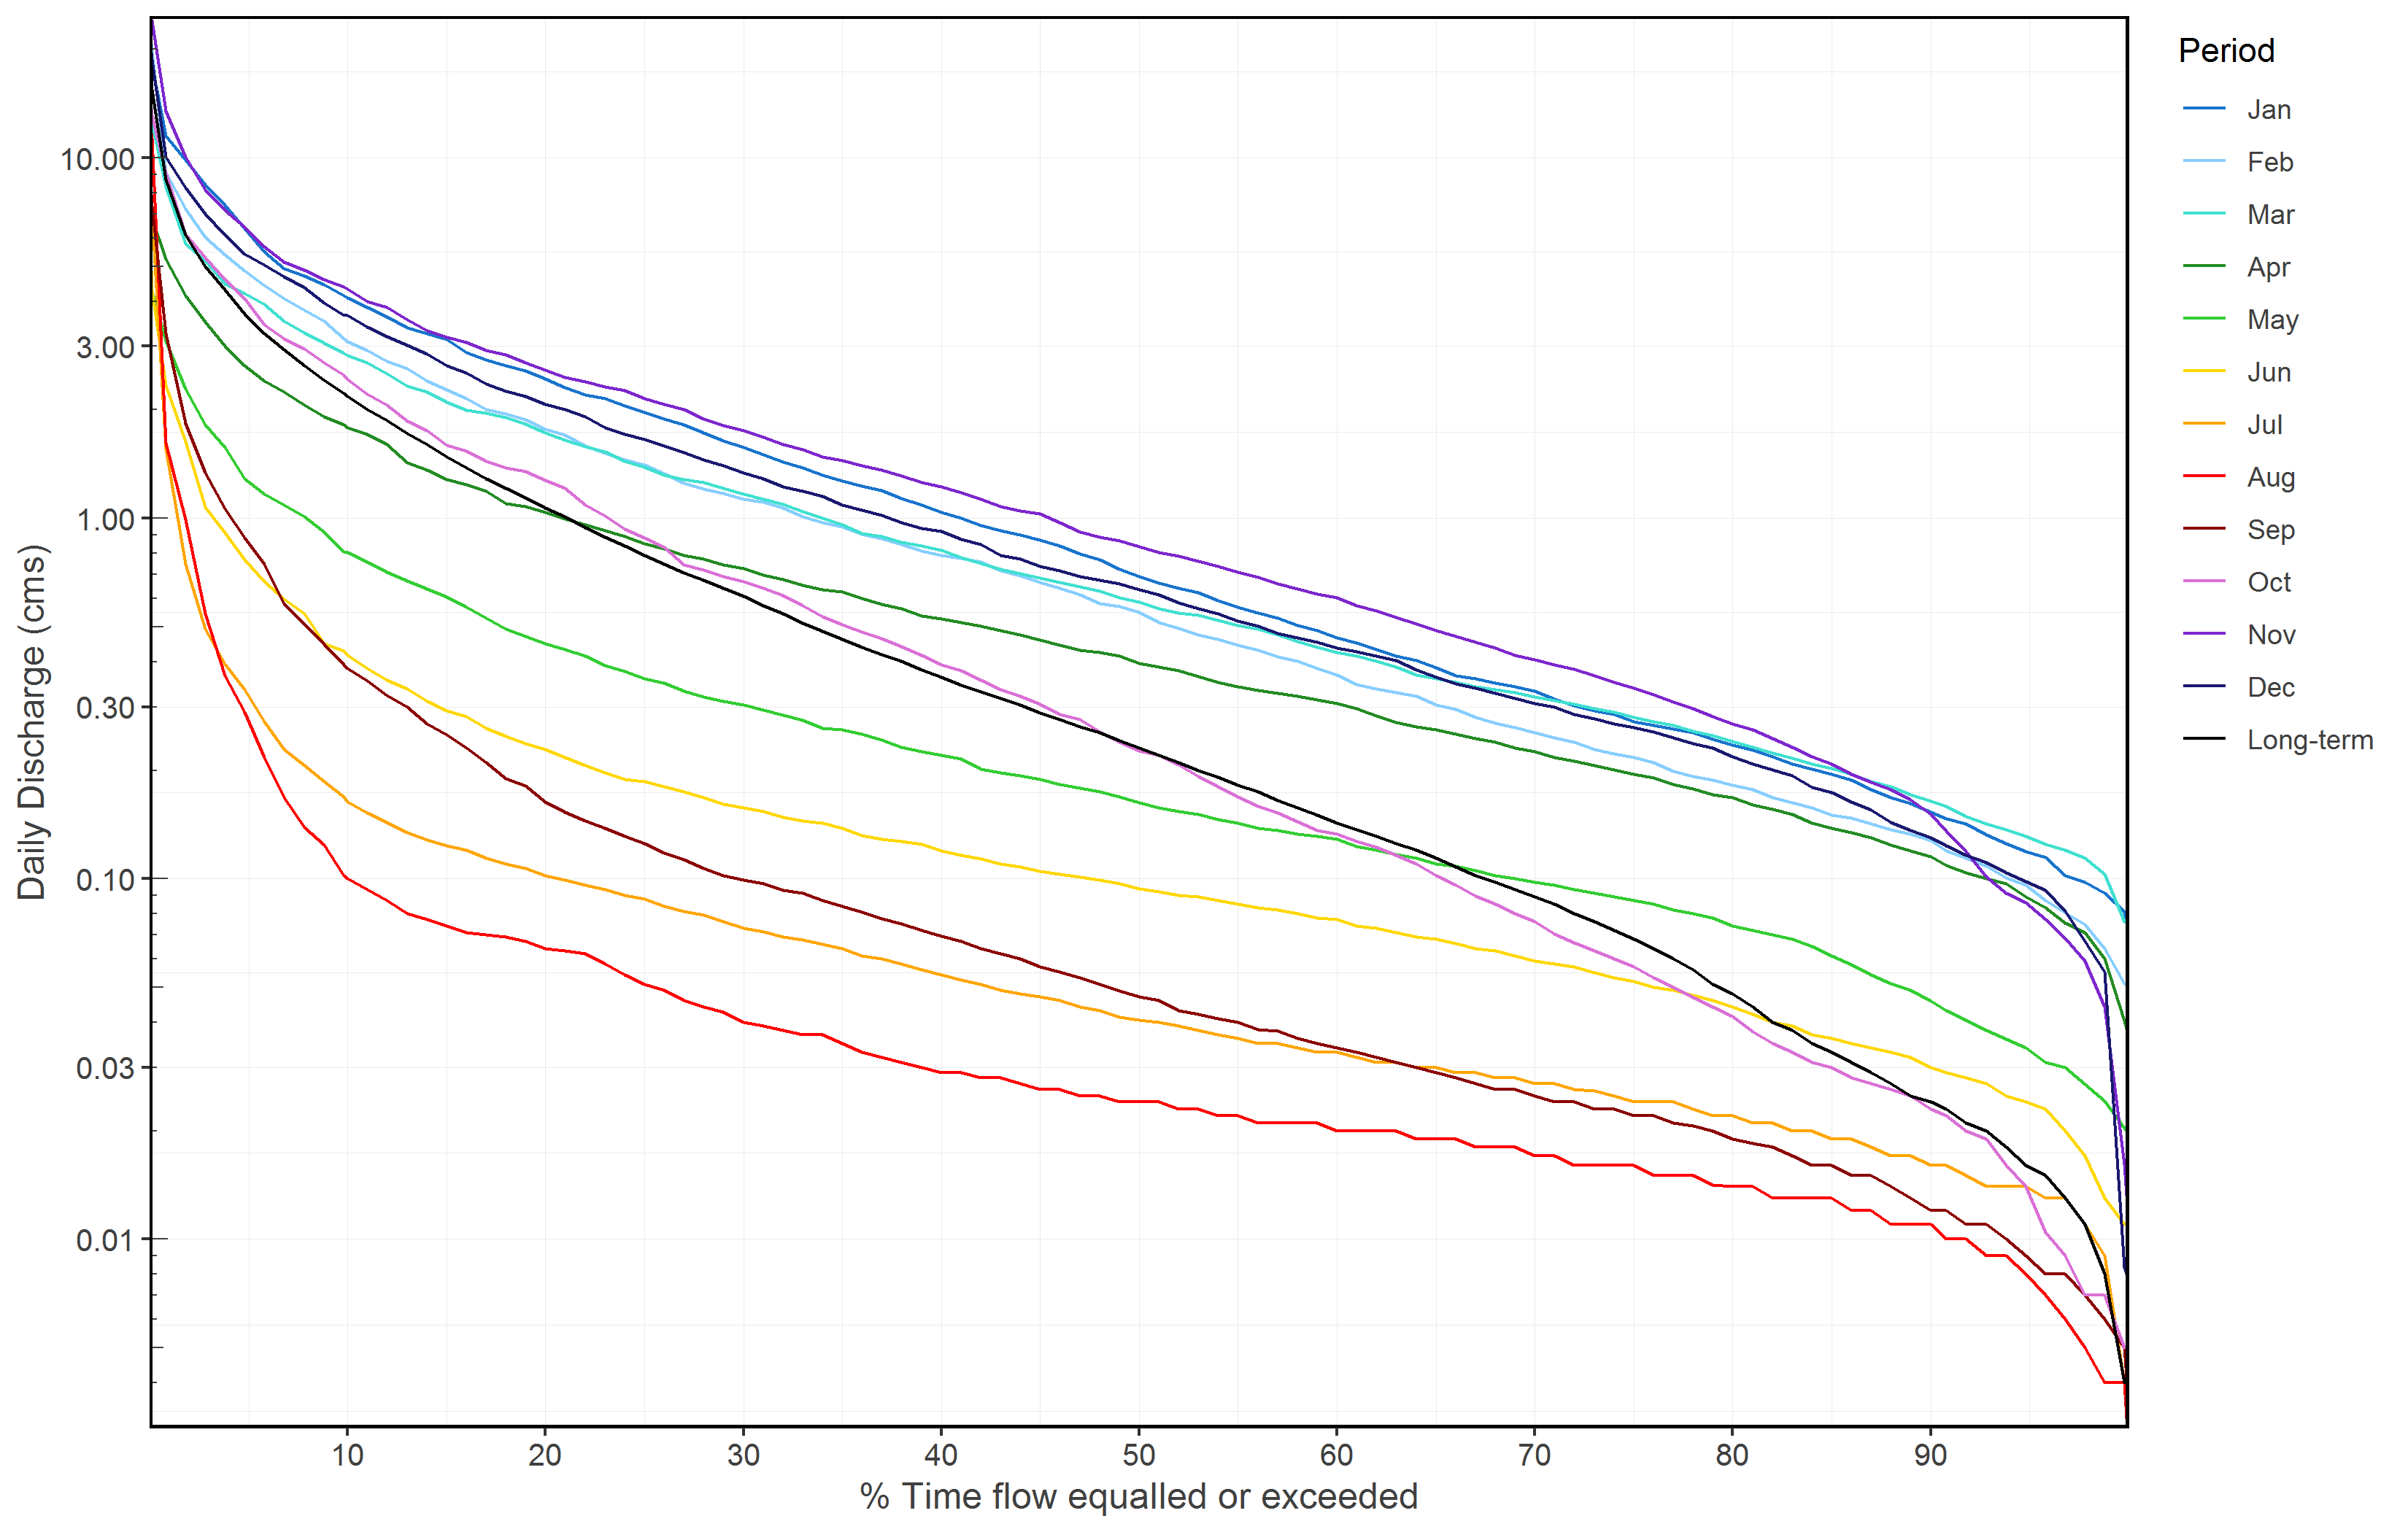 Daily Discharge (cms)
10.00
3.00
1.00
0.30
0.10
0.03
0.01
10 20 30 40 50 60 70 80 90
% Time flow equalled or exceeded
Period
Jan
Feb
Mar
Apr
May
Jun
Jul
Aug
Sep
Oct
Nov
Dec
Long-term